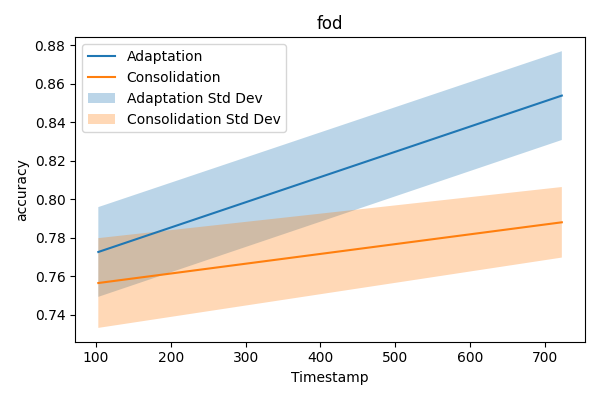 fod
0.88
0.86
0.84
0.82
0.80
0.78
0.76
0.74
accuracy
Adaptation
Consolidation
Adaptation Std Dev
Consolidation Std Dev
100 200 300 400 500 600 700
Timestamp